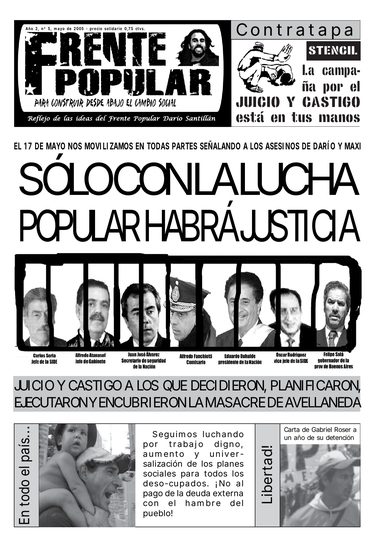 Año 2, nº 5, mayo de 2005 - precio solidario 0,75 ctvs.
FRENTE
POPULAR
PARA CONSTRUIR DESDE ABAJO EL CAMBIO SOCIAL
Reflejo de las ideas del Frente Popular Darío Santillán
Contratapa
STENCIL
La campa-
ña por el
JUICIO Y CASTIGO
está en tus manos
EL 17 DE MAYO NOS MOVILIZAMOS EN TODAS PARTES SEÑALANDO A LOS ASESINOS DE DARÍO Y MAXI
SÓLO CON LA LUCHA
POPULAR HABRÁ JUSTICIA
Carlos Soria
Jefe de la SIDE
Alfredo Atanasof
Jefe de Gabinete
Juan José Álvarez
Secretario de seguridad
de la Nación
Alfredo Fanchiotti
Comisario
Eduardo Duhalde
presidente de la Nación
Oscar Rodríguez
vice jefe de la SIDE
Felipe Solá
gobernador de la
prov de Buenos Aires
JUICIO Y CASTIGO A LOS QUE DECIDIERON, PLANIFICARON,
EJECUTARON Y ENCUBRIERON LA MASACRE DE AVELLANEDA
En todo el país...
Seguimos luchando
por trabajo digno,
aumento y univer-
salización de los planes
sociales para todos los
deso-cupados. ¡No al
pago de la deuda externa
con el hambre del
pueblo!
Libertad!
Carta de Gabriel Roser a
un año de su detención